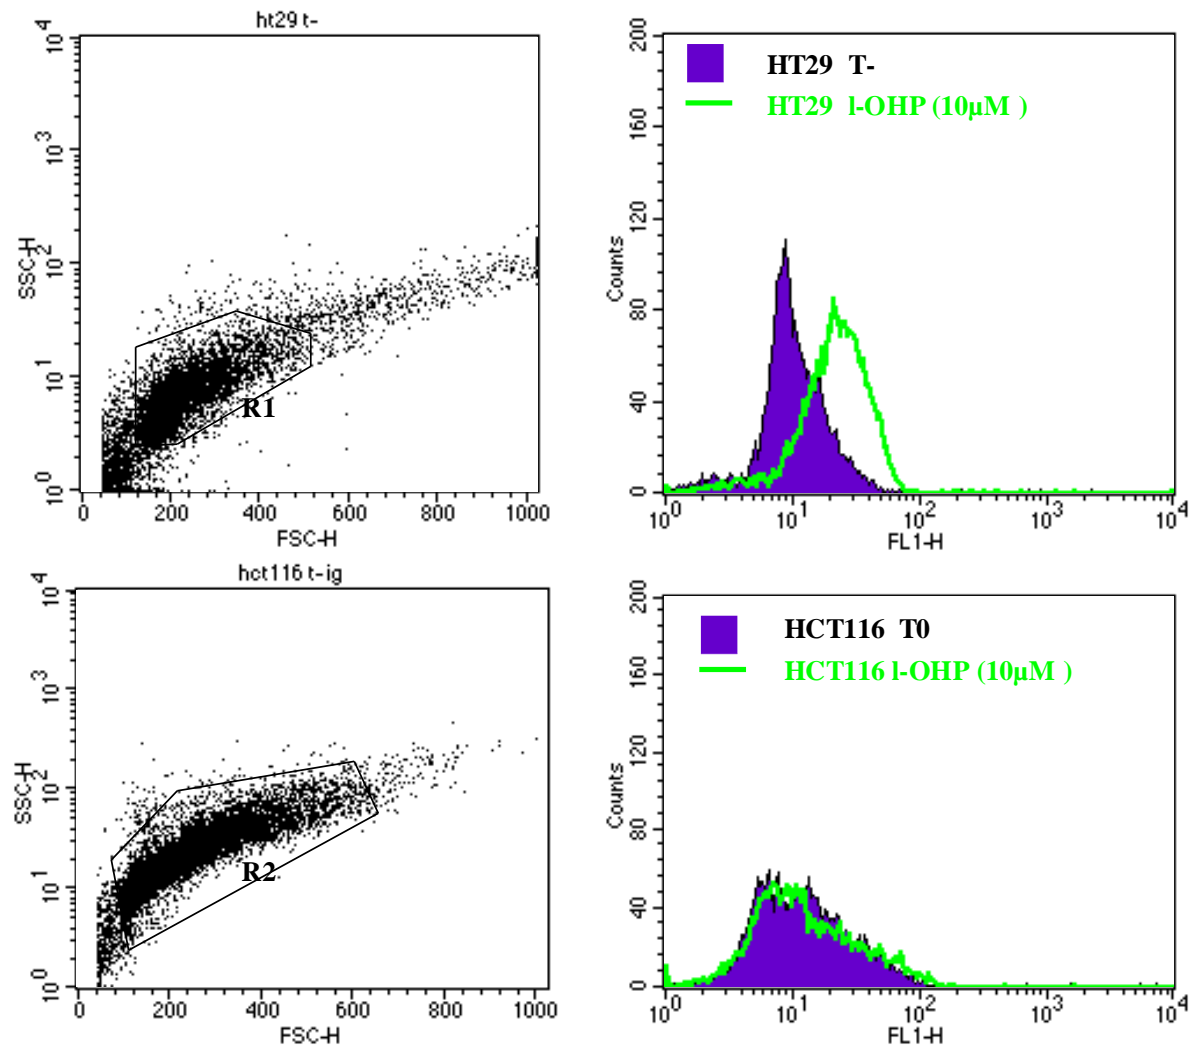 ht29 t-
10^4
10^3
10^2
10^1
10^0
SSC-H
R1
0 200 400 600 800 1000
FSC-H
200
160
120
80
40
0
Counts
HT29 T-
HT29 l-OHP (10µM )
10^0 10^1 10^2 10^3 10^4
FL1-H
hct116 t-ig
10^4
10^3
10^2
10^1
10^0
SSC-H
R2
0 200 400 600 800 1000
FSC-H
200
160
120
80
40
0
Counts
HCT116 T0
HCT116 l-OHP (10µM )
10^0 10^1 10^2 10^3 10^4
FL1-H